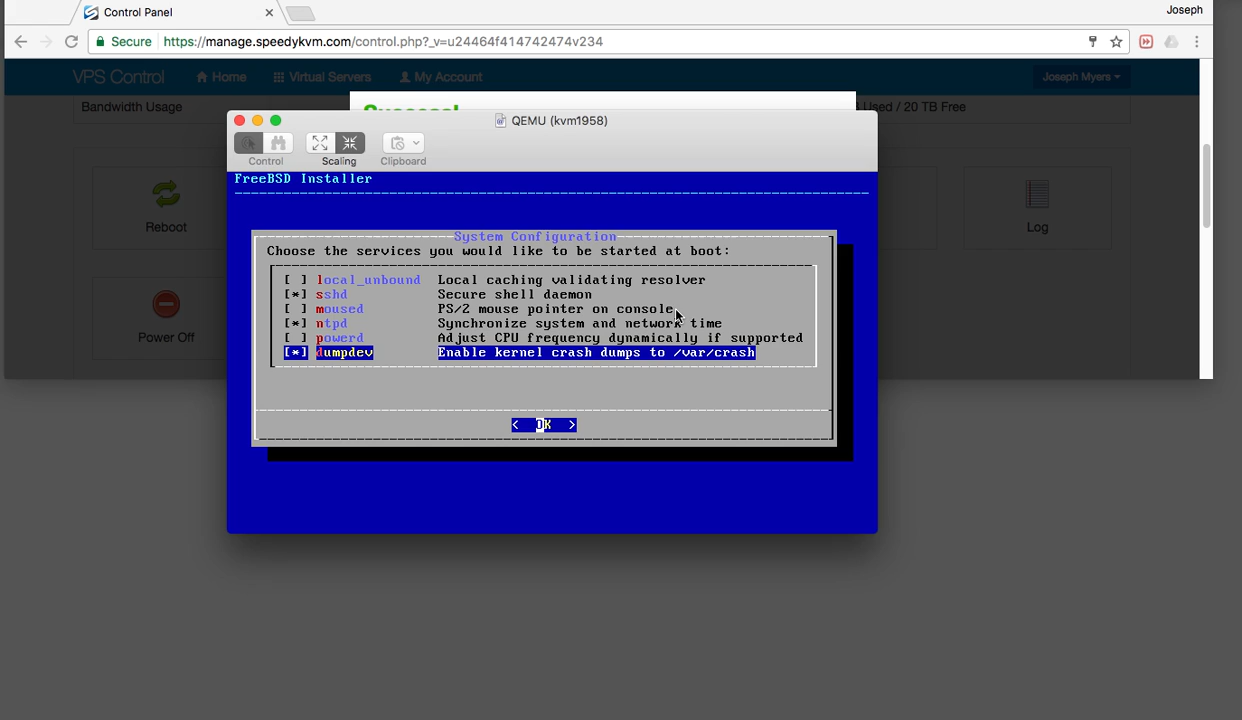 Control Panel
Joseph
Secure https://manage.speedykvm.com/control.php?_v=u24464f414742474v234
VPS Control Home Virtual Servers My Account Joseph Myers
Bandwidth Usage
Used / 20 TB Free
QEMU (kvm1958)
Control Scaling Clipboard
Reboot
Log
Power Off
FreeBSD Installer
System Configuration
Choose the services you would like to be started at boot:
[ ] local_unbound Local caching validating resolver
[*] sshd Secure shell daemon
[ ] moused PS/2 mouse pointer on console
[*] ntpd Synchronize system and network time
[ ] powerd Adjust CPU frequency dynamically if supported
[*] dumpdev Enable kernel crash dumps to /var/crash
< OK >